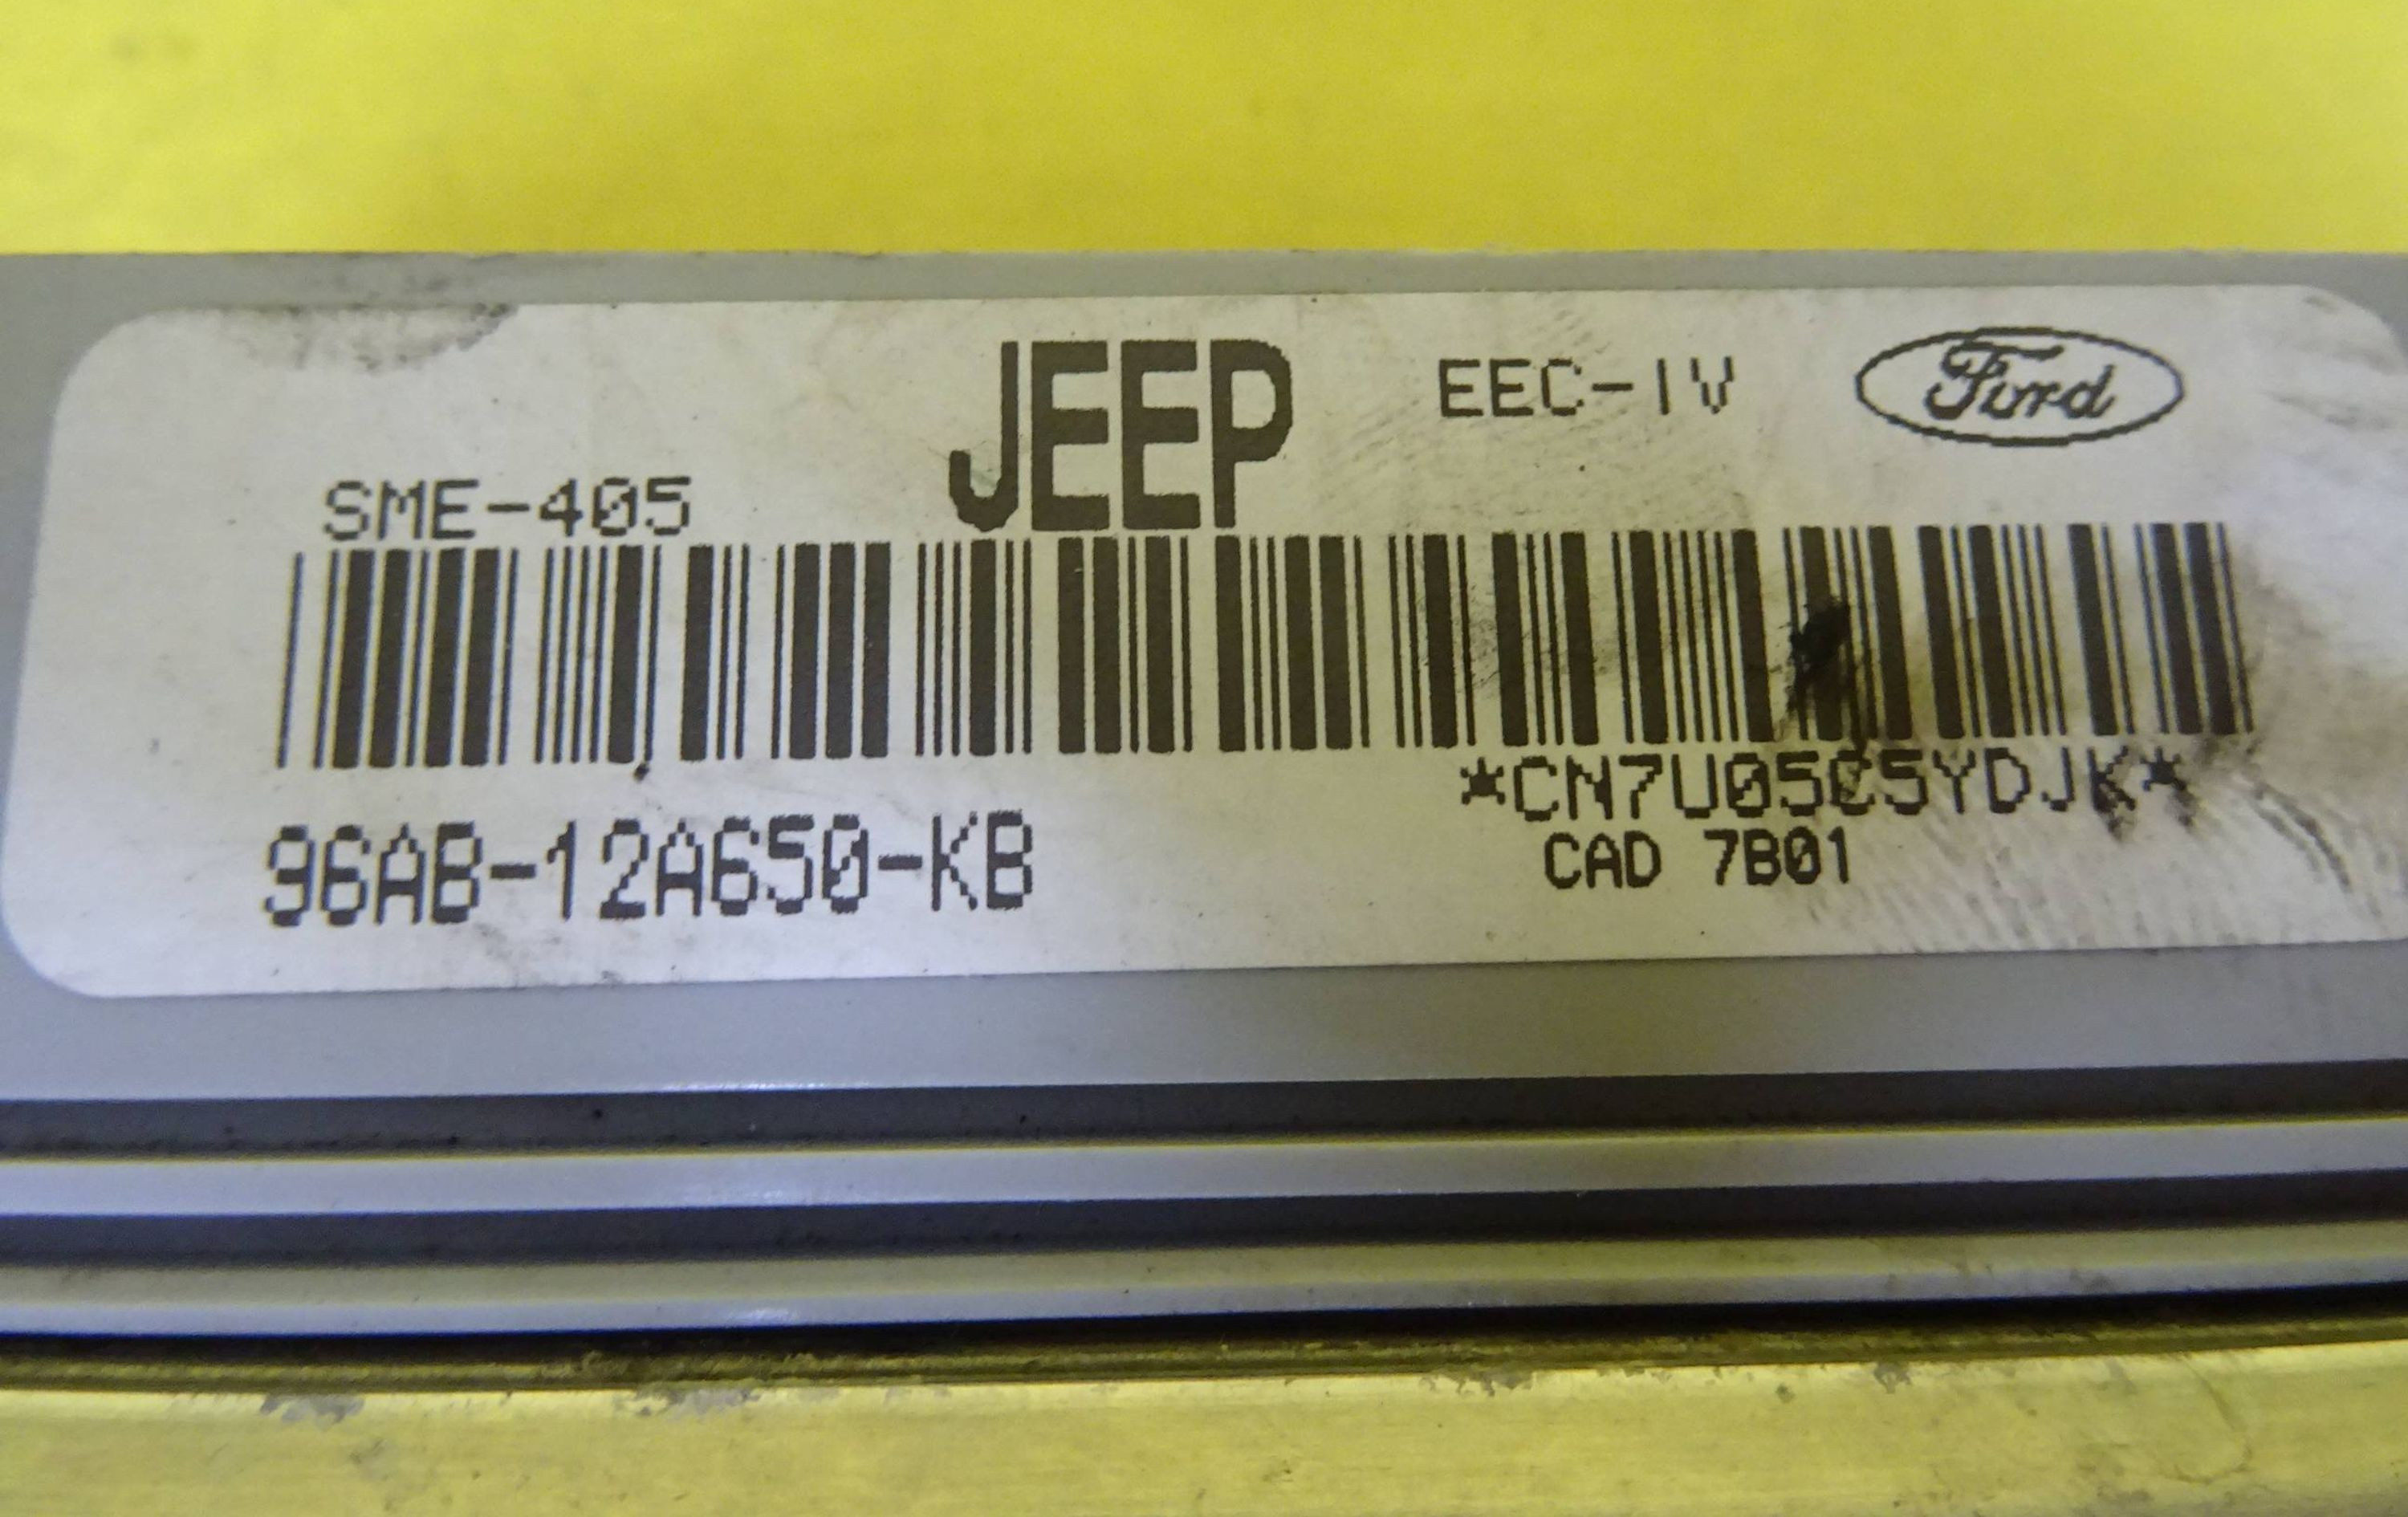 JEEP EEC-IV Ford
SME-405
*CN7U05C5YDJK*
96AB-12A650-KB
CAD 7B01